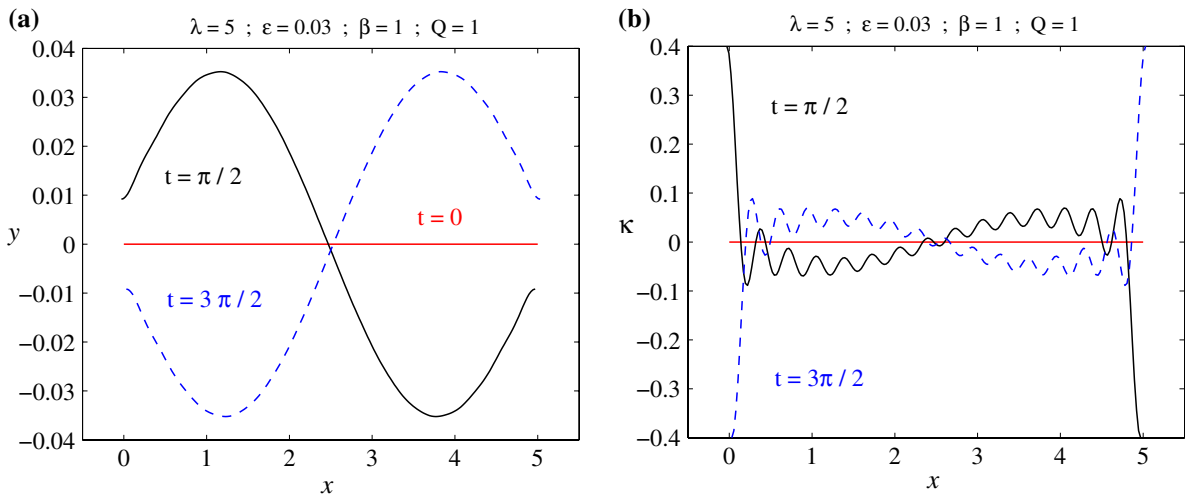 (a)
λ = 5 ; ε = 0.03 ; β = 1 ; Q = 1
0.04
0.03
0.02
0.01
0
−0.01
−0.02
−0.03
−0.04
y
t = π / 2
t = 0
t = 3 π / 2
0 1 2 3 4 5
x
(b)
λ = 5 ; ε = 0.03 ; β = 1 ; Q = 1
0.4
0.3
0.2
0.1
0
−0.1
−0.2
−0.3
−0.4
κ
t = π / 2
t = 3π / 2
0 1 2 3 4 5
x